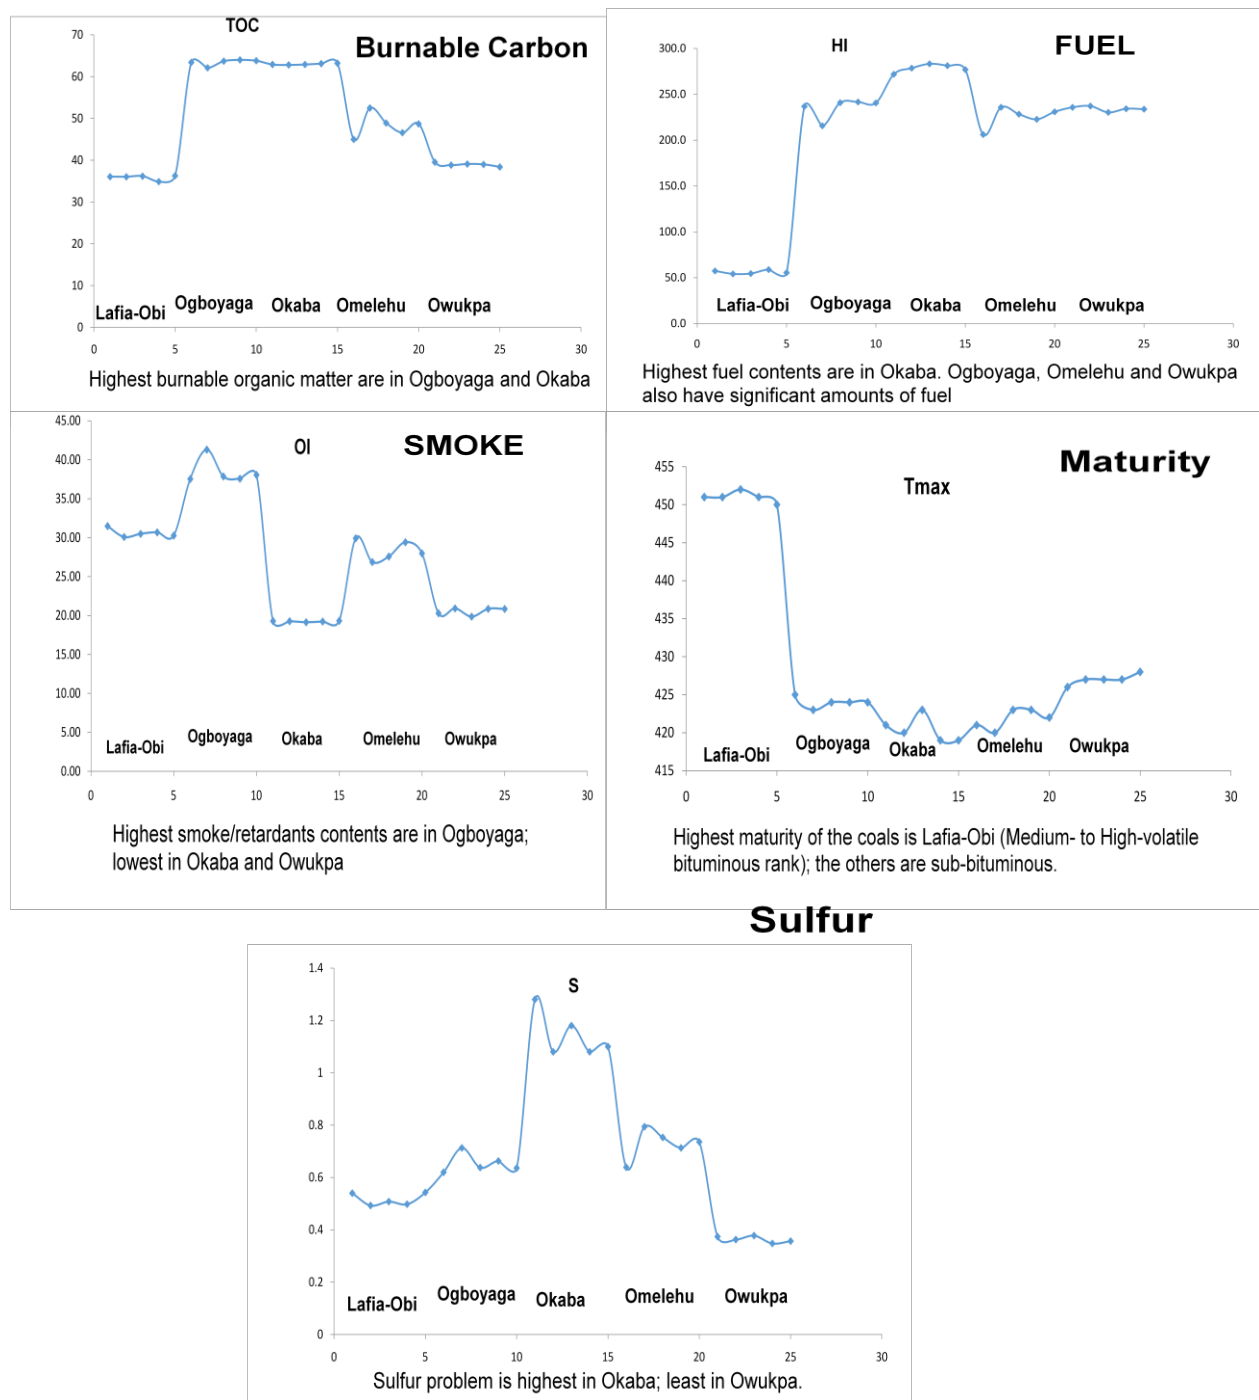 TOC
Burnable Carbon
70
60
50
40
30
20
10
0
Lafia-Obi Ogboyaga Okaba Omelehu Owukpa
0 5 10 15 20 25 30
Highest burnable organic matter are in Ogboyaga and Okaba
HI
FUEL
300.0
250.0
200.0
150.0
100.0
50.0
0.0
Lafia-Obi Ogboyaga Okaba Omelehu Owukpa
0 5 10 15 20 25 30
Highest fuel contents are in Okaba. Ogboyaga, Omelehu and Owukpa
also have significant amounts of fuel
OI
SMOKE
45.00
40.00
35.00
30.00
25.00
20.00
15.00
10.00
5.00
0.00
Lafia-Obi Ogboyaga Okaba Omelehu Owukpa
0 5 10 15 20 25 30
Highest smoke/retardants contents are in Ogboyaga;
lowest in Okaba and Owukpa
Maturity
Tmax
455
450
445
440
435
430
425
420
415
Lafia-Obi Ogboyaga Okaba Omelehu Owukpa
0 5 10 15 20 25 30
Highest maturity of the coals is Lafia-Obi (Medium- to High-volatile
bituminous rank); the others are sub-bituminous.
Sulfur
S
1.4
1.2
1
0.8
0.6
0.4
0.2
0
Lafia-Obi Ogboyaga Okaba Omelehu Owukpa
0 5 10 15 20 25 30
Sulfur problem is highest in Okaba; least in Owukpa.